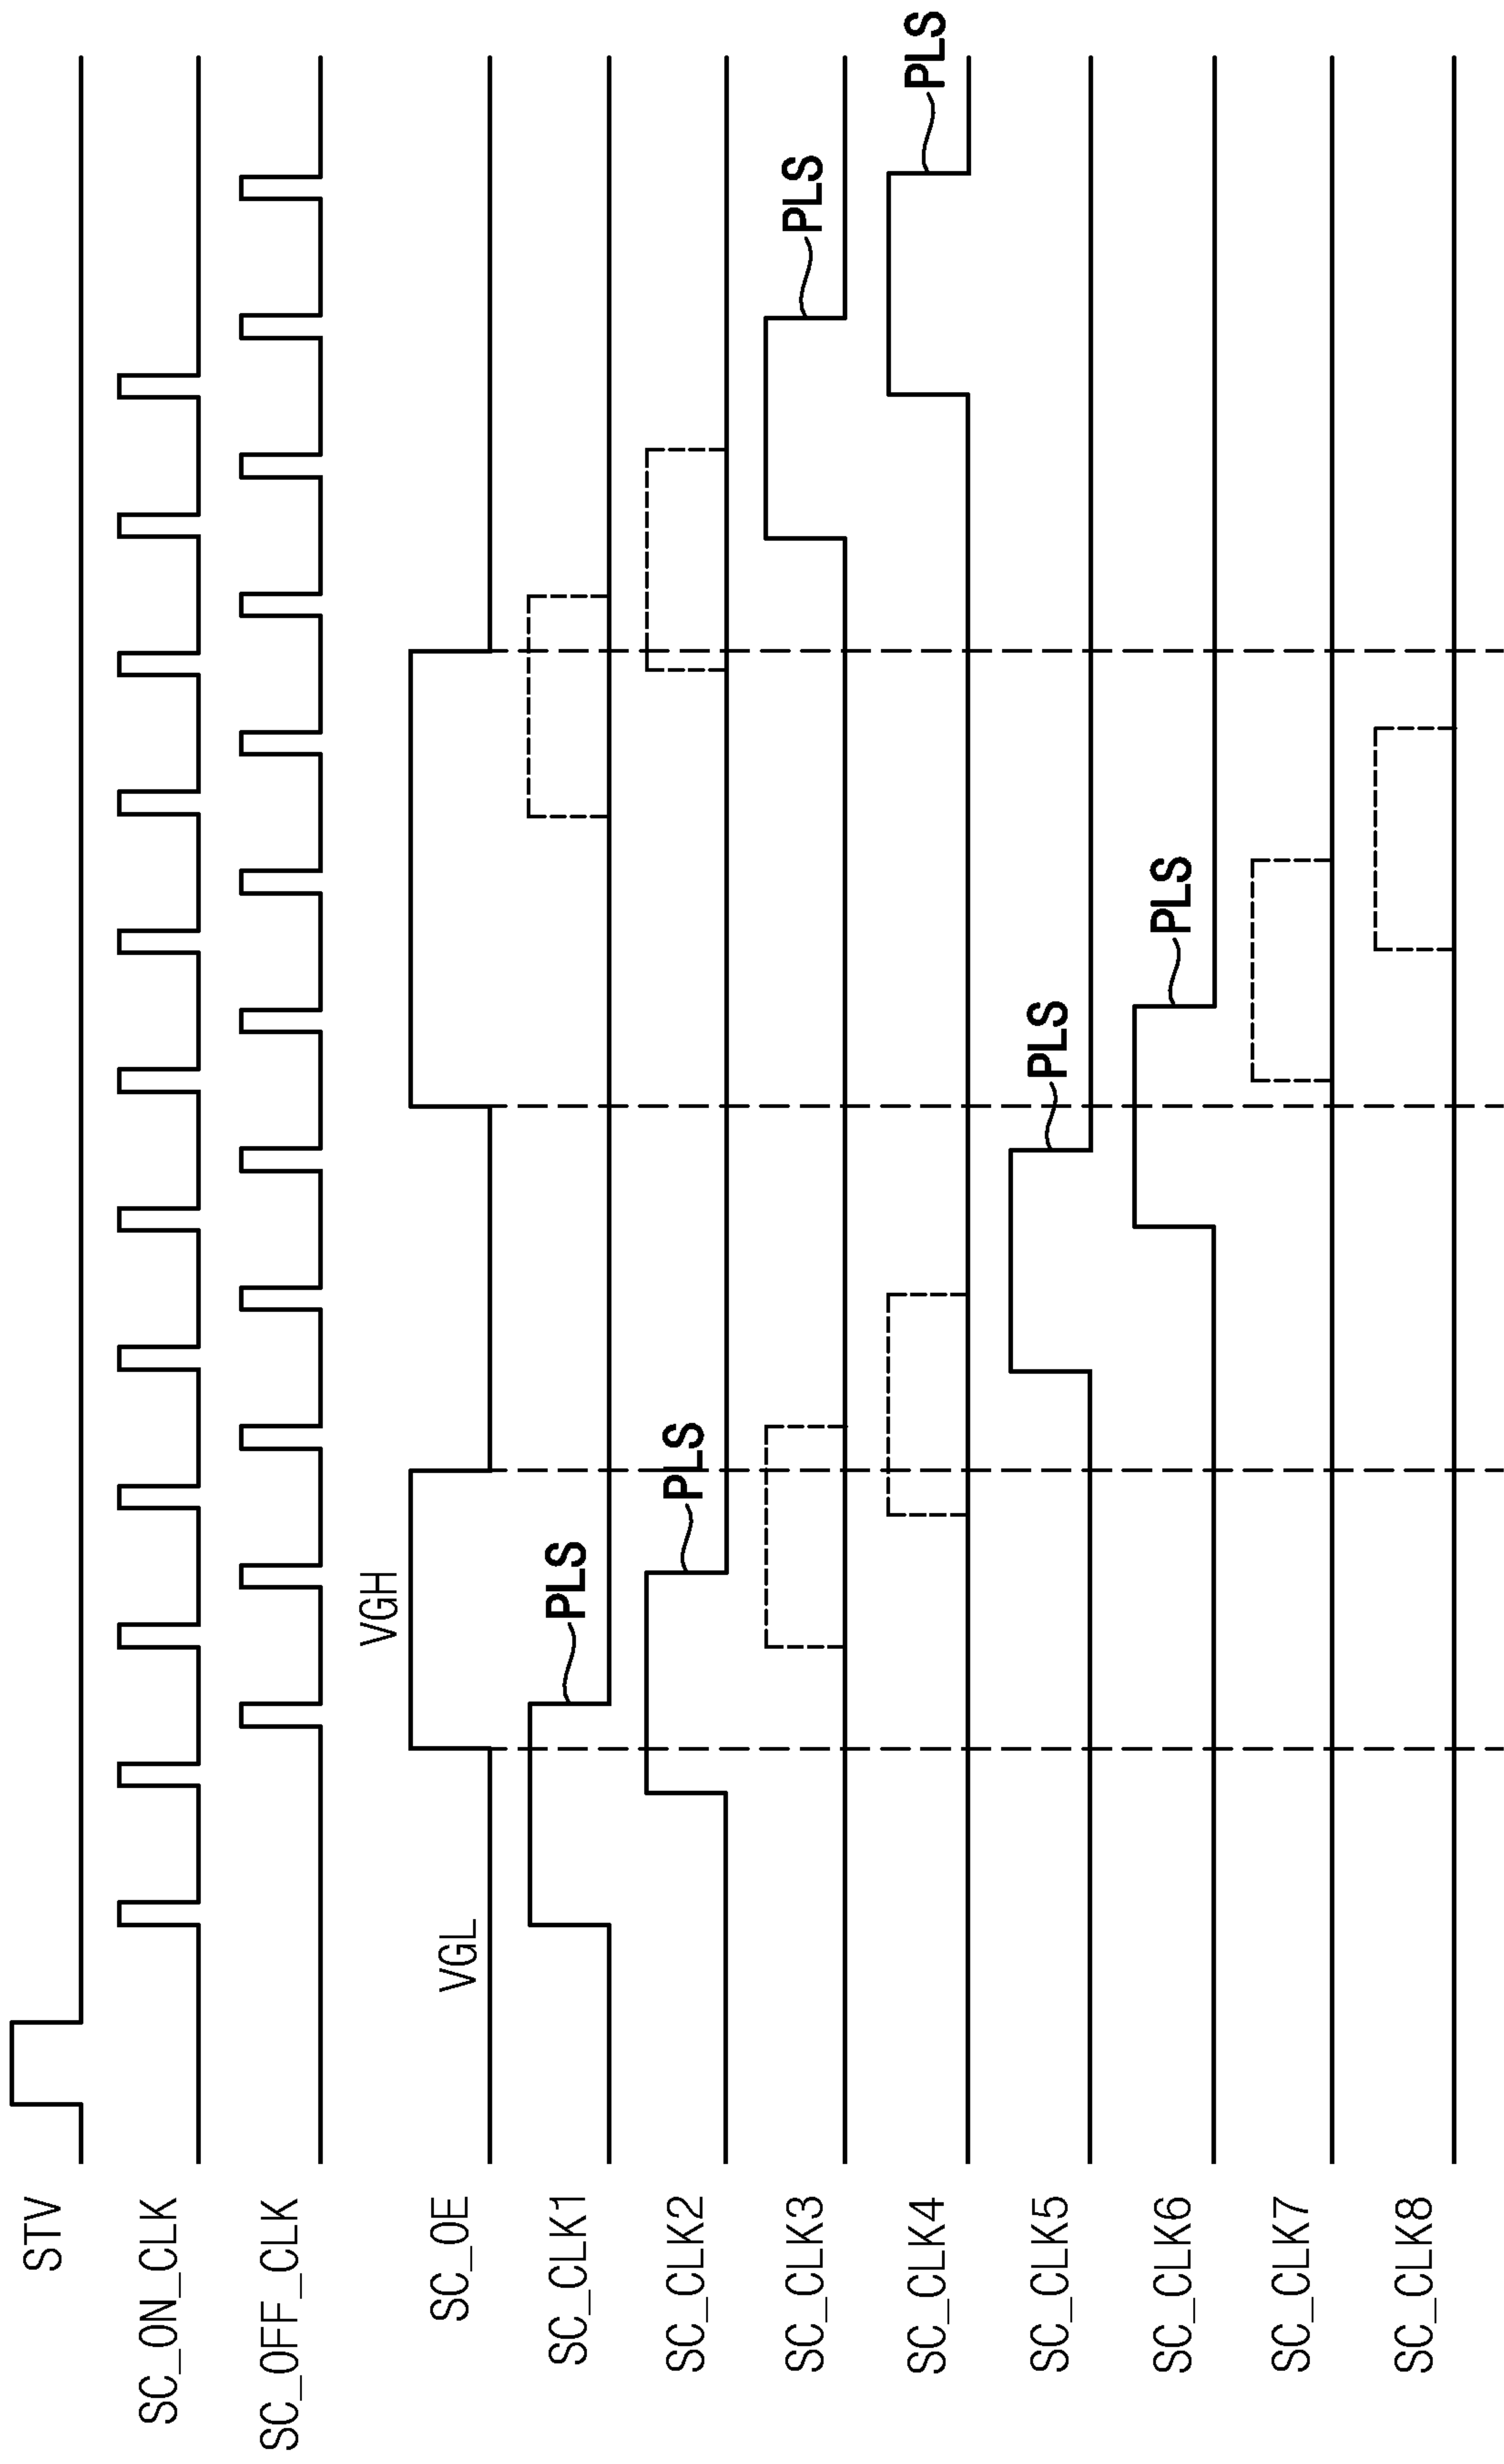 STV
SC_ON_CLK
SC_OFF_CLK
VGH
SC_OE
VGL
SC_CLK1
PLS
SC_CLK2
PLS
SC_CLK3
PLS
SC_CLK4
PLS
SC_CLK5
PLS
SC_CLK6
PLS
SC_CLK7
SC_CLK8